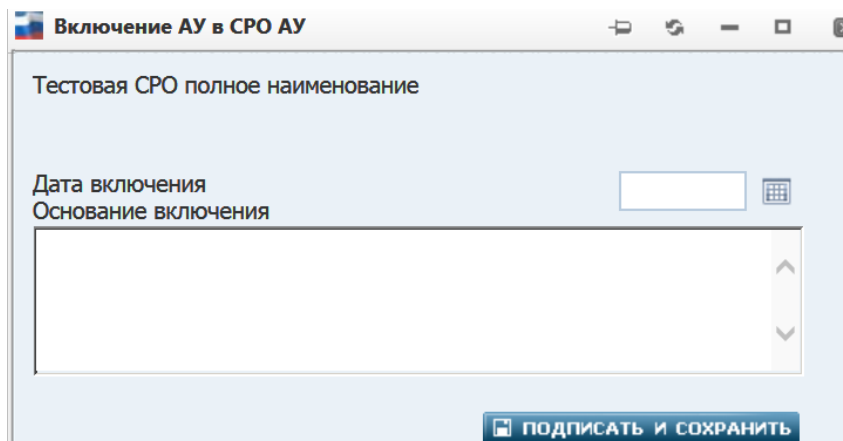 Включение АУ в СРО АУ
Тестовая СРО полное наименование
Дата включения
Основание включения
ПОДПИСАТЬ И СОХРАНИТЬ